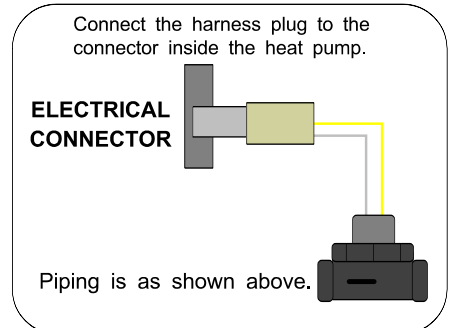 Connect the harness plug to the
connector inside the heat pump.
ELECTRICAL
CONNECTOR
Piping is as shown above.